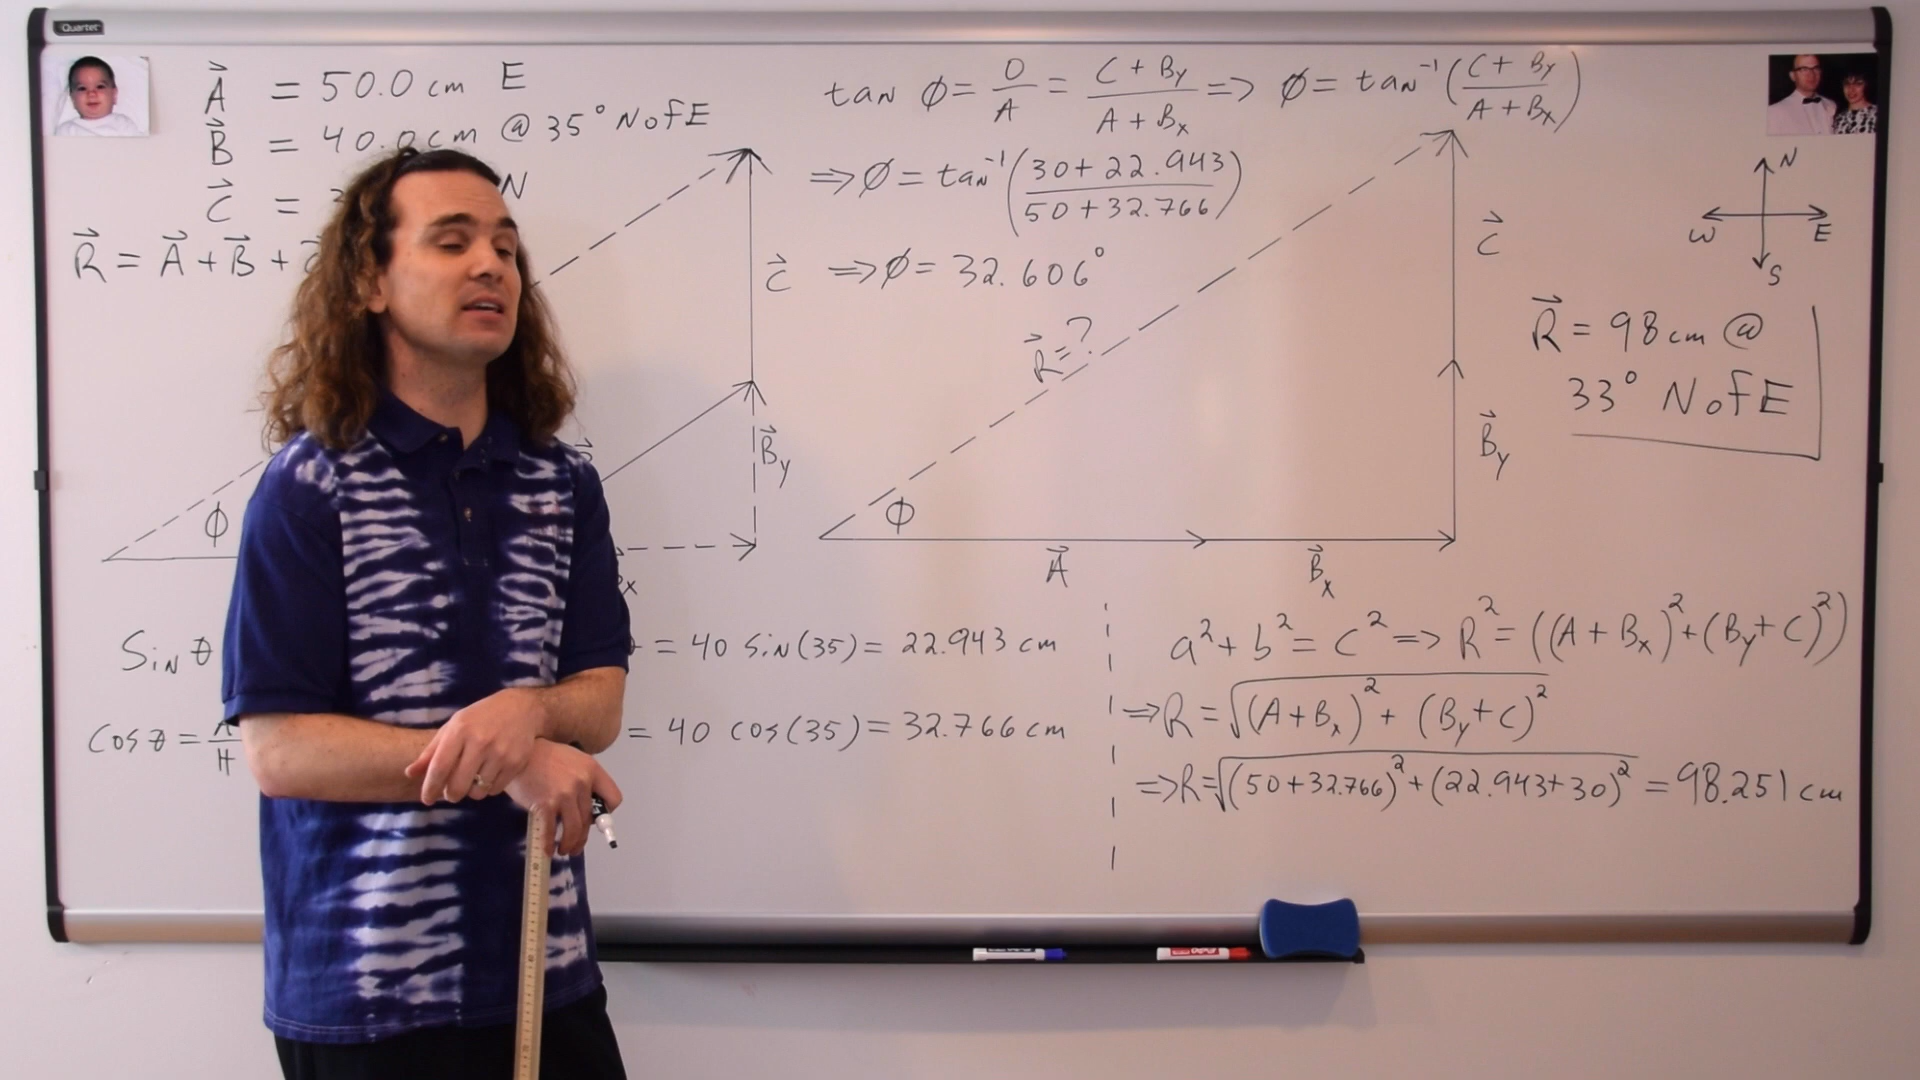 Quartet
A = 50.0 cm E
B = 40.0 cm @ 35° N of E
C = N
R = A + B +
tan φ = O/A = (C + By)/(A + Bx) => φ = tan⁻¹((C + By)/(A + Bx))
=> φ = tan⁻¹((30 + 22.943)/(50 + 32.766))
=> φ = 32.606°
N
W E
S
R = 98 cm @
33° N of E
R = ?
C
By
φ
x
C
By
φ
A
Bx
Sin θ = 40 sin(35) = 22.943 cm
Cos θ = A/H = 40 cos(35) = 32.766 cm
a² + b² = c² => R² = ((A + Bx)² + (By + C)²)
=> R = √((A + Bx)² + (By + C)²)
=> R = √((50 + 32.766)² + (22.943 + 30)²) = 98.251 cm